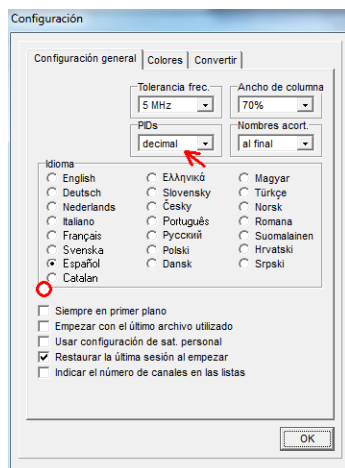 Configuración
Configuración general Colores Convertir
Tolerancia frec. Ancho de columna
5 MHz 70%
PIDs Nombres acort.
decimal al final
Idioma
English Ελληνικά Magyar
Deutsch Slovensky Türkçe
Nederlands Česky Norsk
Italiano Português Romana
Français Русский Suomalainen
Svenska Polski Hrvatski
Español Dansk Srpski
Catalan
Siempre en primer plano
Empezar con el último archivo utilizado
Usar configuración de sat. personal
Restaurar la última sesión al empezar
Indicar el número de canales en las listas
OK